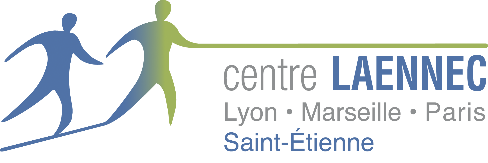 centre LAENNEC
Lyon • Marseille • Paris
Saint-Étienne